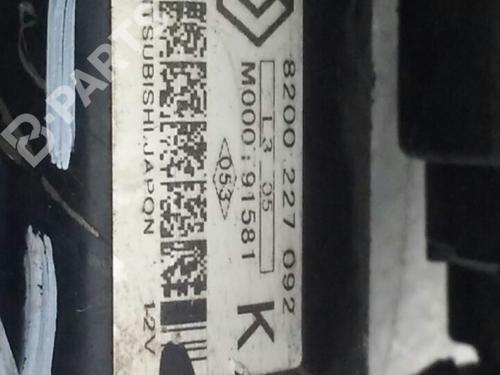 8200 227 092
L3 05
M000:91581 K
053
MITSUBISHI.JAPON 12V
B-PARTS